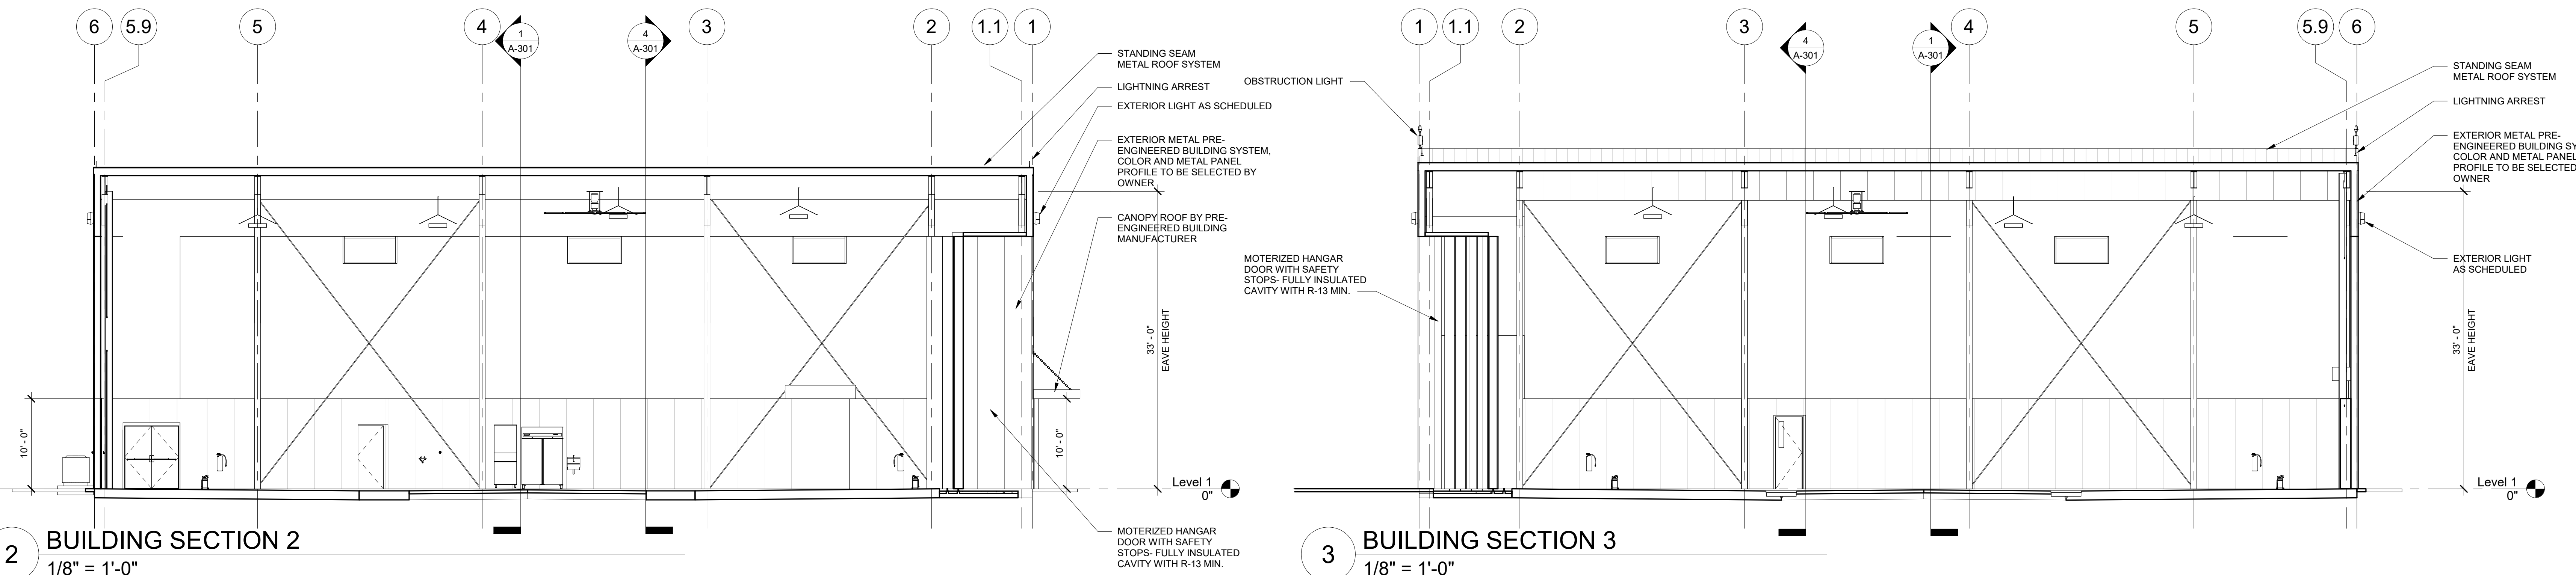 6
5.9
5
4
1
A-301
4
A-301
3
2
1.1
1
STANDING SEAM
METAL ROOF SYSTEM
LIGHTNING ARREST
EXTERIOR LIGHT AS SCHEDULED
EXTERIOR METAL PRE-
ENGINEERED BUILDING SYSTEM,
COLOR AND METAL PANEL
PROFILE TO BE SELECTED BY
OWNER
CANOPY ROOF BY PRE-
ENGINEERED BUILDING
MANUFACTURER
33' - 0"
EAVE HEIGHT
10' - 0"
10' - 0"
Level 1
0"
MOTERIZED HANGAR
DOOR WITH SAFETY
STOPS- FULLY INSULATED
CAVITY WITH R-13 MIN.
2
BUILDING SECTION 2
1/8" = 1'-0"
1
1.1
2
3
4
A-301
1
A-301
4
5
5.9
6
OBSTRUCTION LIGHT
MOTERIZED HANGAR
DOOR WITH SAFETY
STOPS- FULLY INSULATED
CAVITY WITH R-13 MIN.
STANDING SEAM
METAL ROOF SYSTEM
LIGHTNING ARREST
EXTERIOR METAL PRE-
ENGINEERED BUILDING SY
COLOR AND METAL PANEL
PROFILE TO BE SELECTED
OWNER
EXTERIOR LIGHT
AS SCHEDULED
33' - 0"
EAVE HEIGHT
Level 1
0"
3
BUILDING SECTION 3
1/8" = 1'-0"